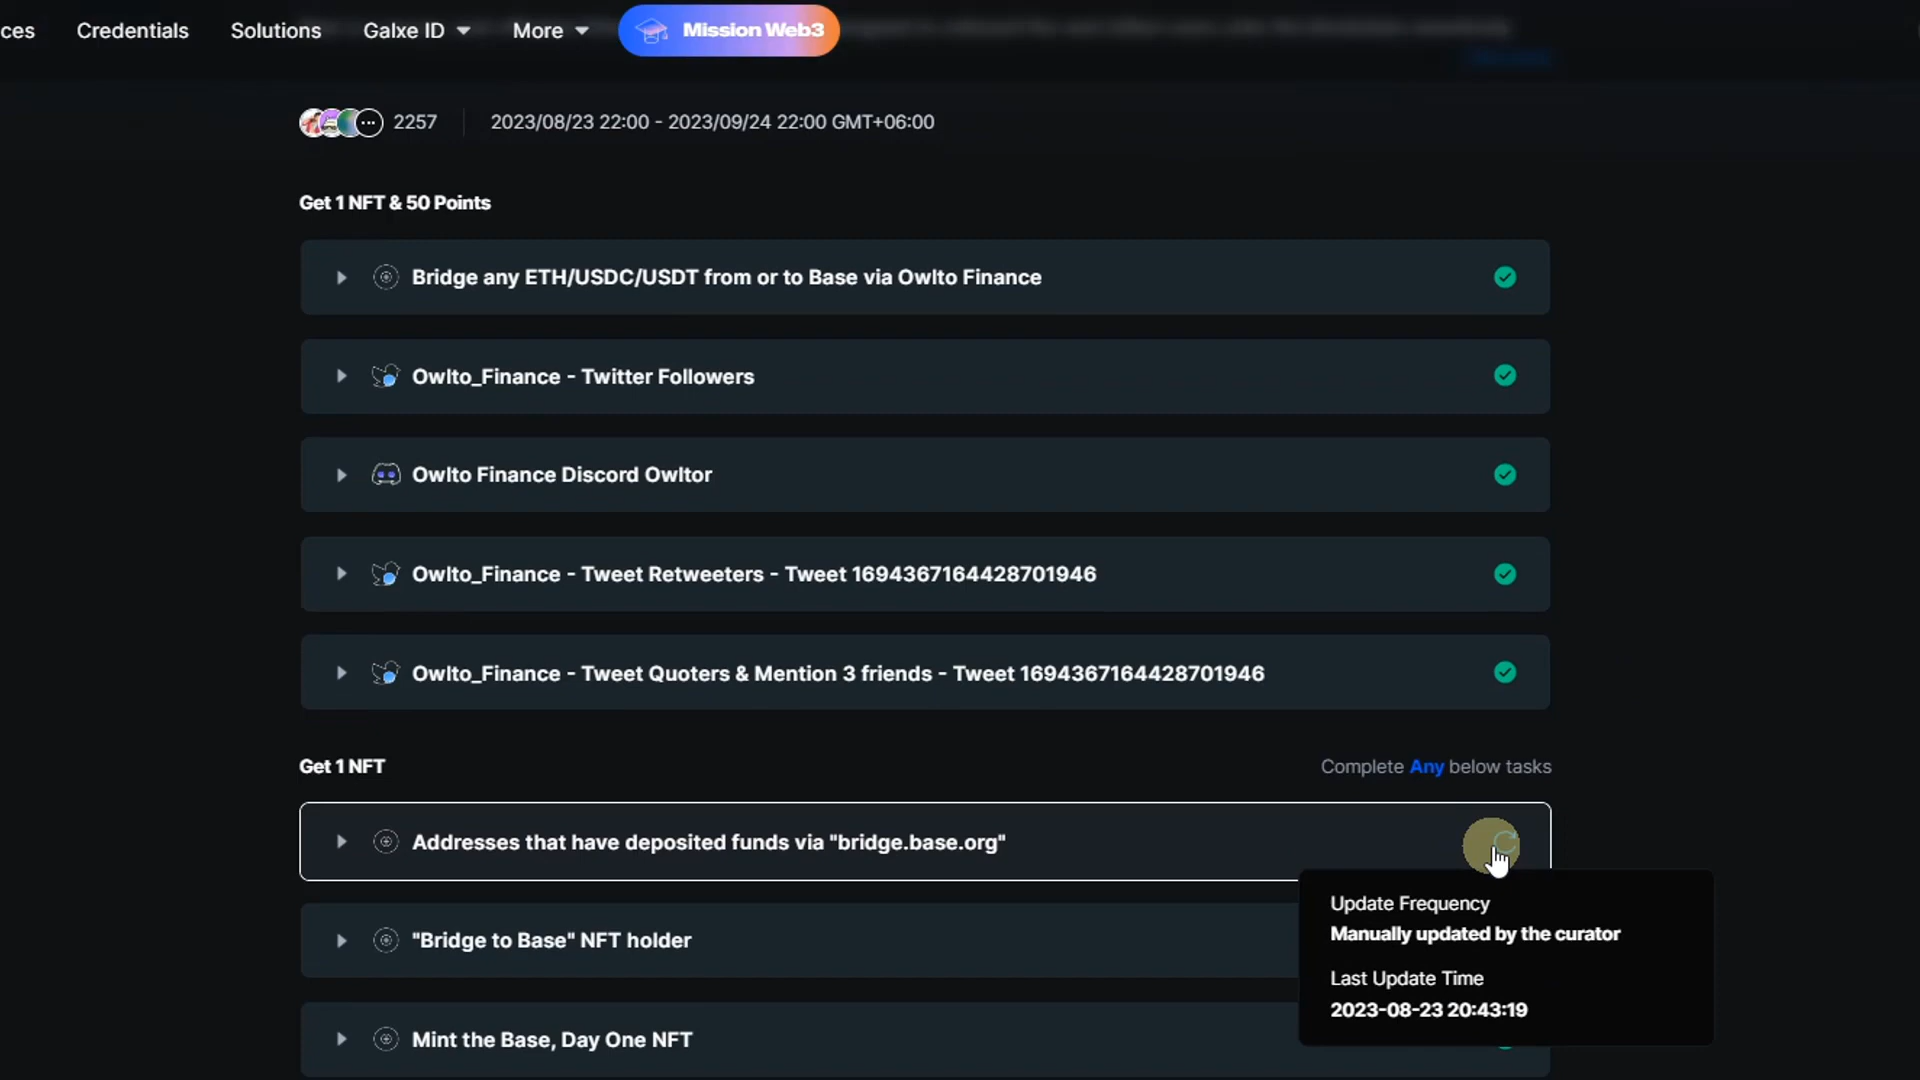 ces Credentials Solutions Galxe ID More Mission Web3
2257 2023/08/23 22:00 - 2023/09/24 22:00 GMT+06:00
Get 1 NFT & 50 Points
Bridge any ETH/USDC/USDT from or to Base via Owlto Finance
Owlto_Finance - Twitter Followers
Owlto Finance Discord Owltor
Owlto_Finance - Tweet Retweeters - Tweet 1694367164428701946
Owlto_Finance - Tweet Quoters & Mention 3 friends - Tweet 1694367164428701946
Get 1 NFT Complete Any below tasks
Addresses that have deposited funds via "bridge.base.org"
Update Frequency
Manually updated by the curator
"Bridge to Base" NFT holder
Last Update Time
2023-08-23 20:43:19
Mint the Base, Day One NFT